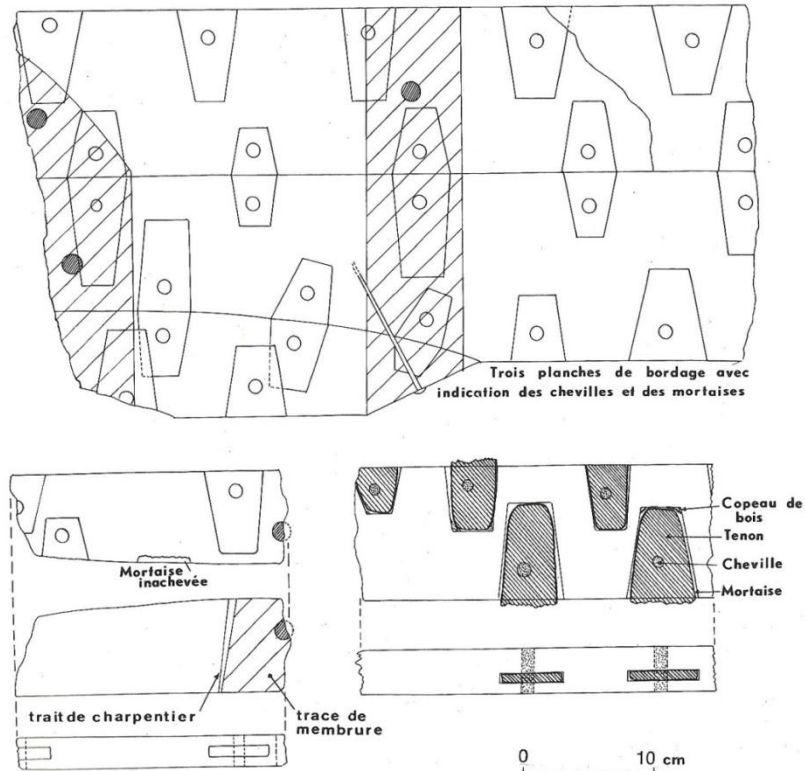 Trois planches de bordage avec
indication des chevilles et des mortaises
Mortaise
inachevée
Copeau de
bois
Tenon
Cheville
Mortaise
trait de charpentier
trace de
membrure
0 10 cm